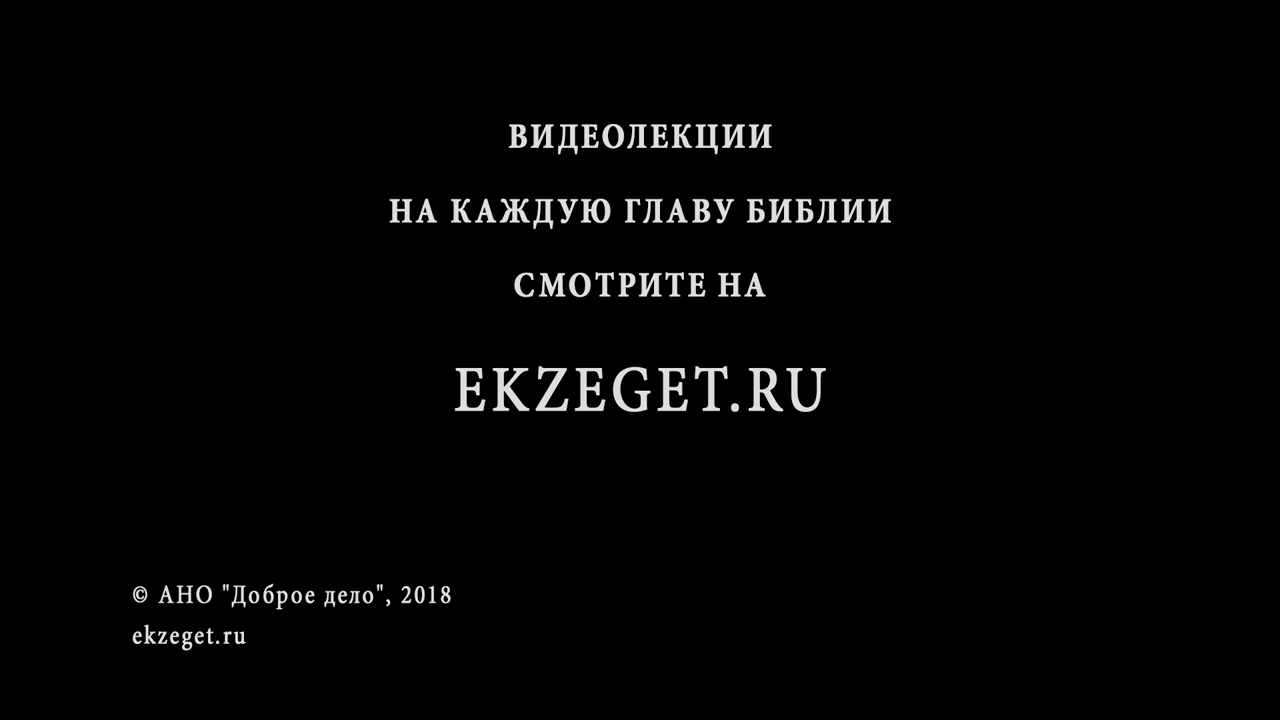 ВИДЕОЛЕКЦИИ
НА КАЖДУЮ ГЛАВУ БИБЛИИ
СМОТРИТЕ НА
EKZEGET.RU
© АНО "Доброе дело", 2018
ekzeget.ru